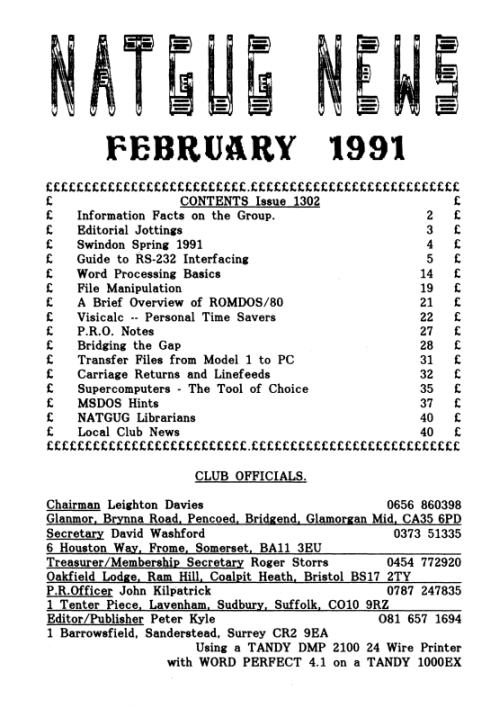 NATGUG NEWS
FEBRUARY 1991
££££££££££££££££££££££££££.£££££££££££££££££££££££££££
£ CONTENTS Issue 1302 £
£ Information Facts on the Group. 2 £
£ Editorial Jottings 3 £
£ Swindon Spring 1991 4 £
£ Guide to RS-232 Interfacing 5 £
£ Word Processing Basics 14 £
£ File Manipulation 19 £
£ A Brief Overview of ROMDOS/80 21 £
£ Visicalc -- Personal Time Savers 22 £
£ P.R.O. Notes 27 £
£ Bridging the Gap 28 £
£ Transfer Files from Model 1 to PC 31 £
£ Carriage Returns and Linefeeds 32 £
£ Supercomputers - The Tool of Choice 35 £
£ MSDOS Hints 37 £
£ NATGUG Librarians 40 £
£ Local Club News 40 £
££££££££££££££££££££££££££.£££££££££££££££££££££££££££
CLUB OFFICIALS.
Chairman Leighton Davies 0656 860398
Glanmor, Brynna Road, Pencoed, Bridgend, Glamorgan Mid, CA35 6PD
Secretary David Washford 0373 51335
6 Houston Way, Frome, Somerset, BA11 3EU
Treasurer/Membership Secretary Roger Storrs 0454 772920
Oakfield Lodge, Ram Hill, Coalpit Heath, Bristol BS17 2TY
P.R.Officer John Kilpatrick 0787 247835
1 Tenter Piece, Lavenham, Sudbury, Suffolk, CO10 9RZ
Editor/Publisher Peter Kyle 081 657 1694
1 Barrowsfield, Sanderstead, Surrey CR2 9EA
Using a TANDY DMP 2100 24 Wire Printer
with WORD PERFECT 4.1 on a TANDY 1000EX